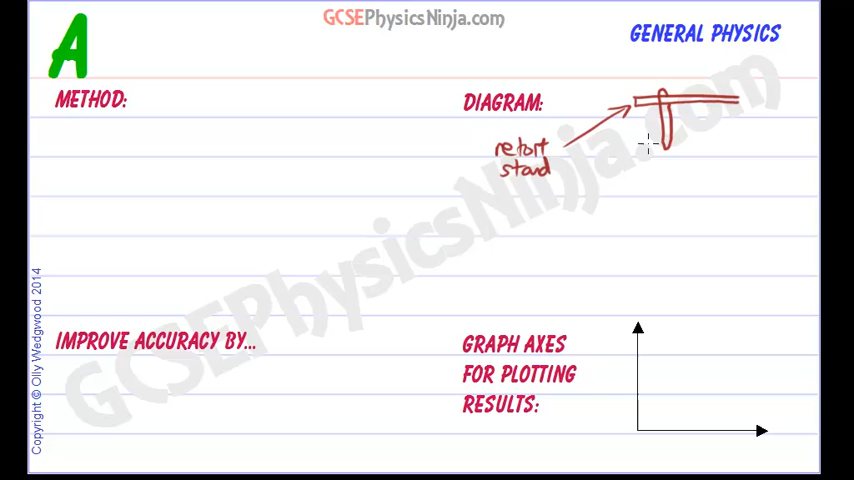 GCSEPhysicsNinja.com
A
GENERAL PHYSICS
METHOD:
DIAGRAM:
retort
stand
GCSEPhysicsNinja.com
IMPROVE ACCURACY BY...
GRAPH AXES
FOR PLOTTING
RESULTS:
Copyright © Olly Wedgwood 2014